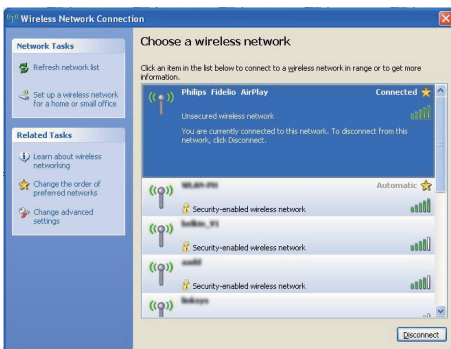 Wireless Network Connection
Network Tasks
Refresh network list
Set up a wireless network
for a home or small office
Related Tasks
Learn about wireless
networking
Change the order of
preferred networks
Change advanced
settings
Choose a wireless network
Click an item in the list below to connect to a wireless network in range or to get more
information.
Philips Fidelio AirPlay
Connected
Unsecured wireless network
You are currently connected to this network. To disconnect from this
network, click Disconnect.
Automatic
Security-enabled wireless network
Security-enabled wireless network
Security-enabled wireless network
Disconnect